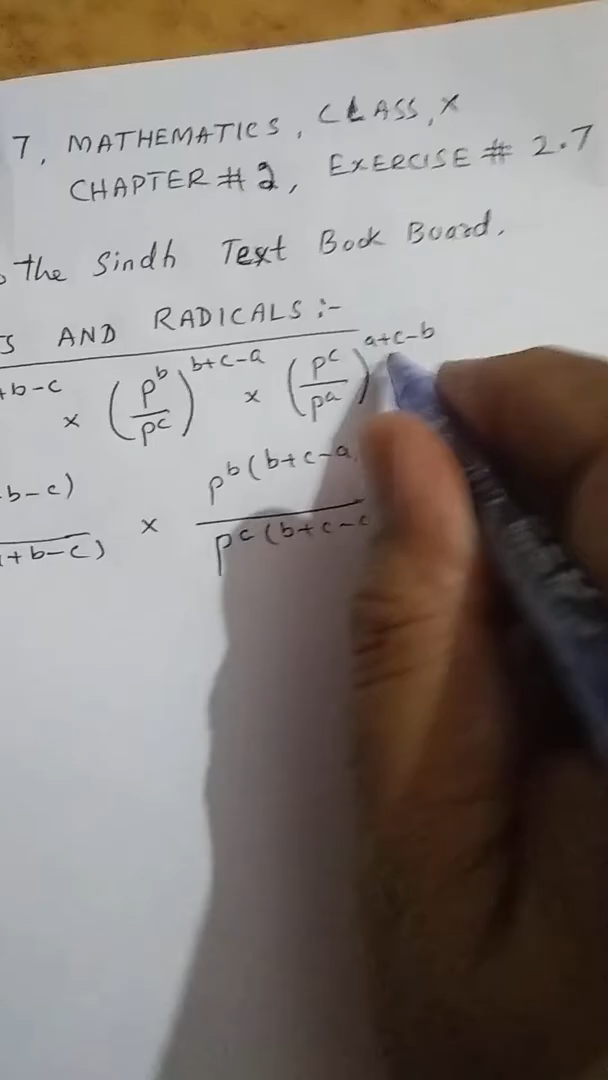 7, MATHEMATICS, CLASS, X
CHAPTER # 2, EXERCISE # 2.7
the Sindh Text Book Board.
S AND RADICALS :-
+b-c × (p^b/p^c)^b+c-a × (p^c/p^a)^a+c-b
b-c) / +b-c) × p^b(b+c-a / p^c(b+c-